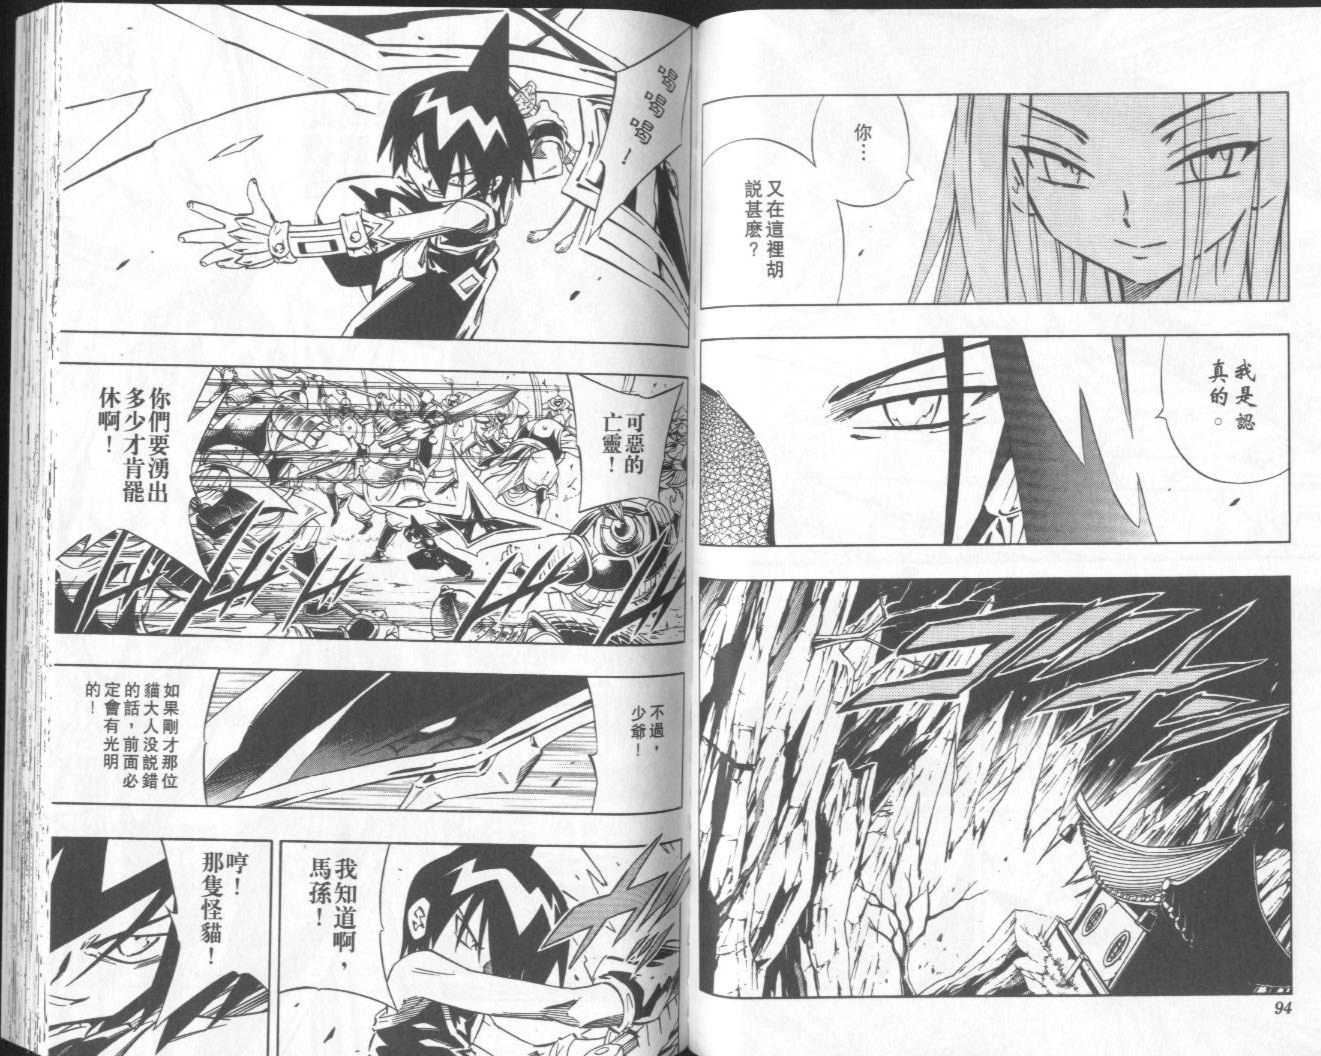 你…
又在這裡胡
說甚麼？
我是認
真的。
94
喝
喝
喝！
可惡的
亡靈！
你們要湧出
多少才肯罷
休啊！
不過，
少爺！
如果剛才那位
貓大人没説錯
的話，前面必
定會有光明
的！
我知道啊，
馬孫！
哼！
那隻怪貓！